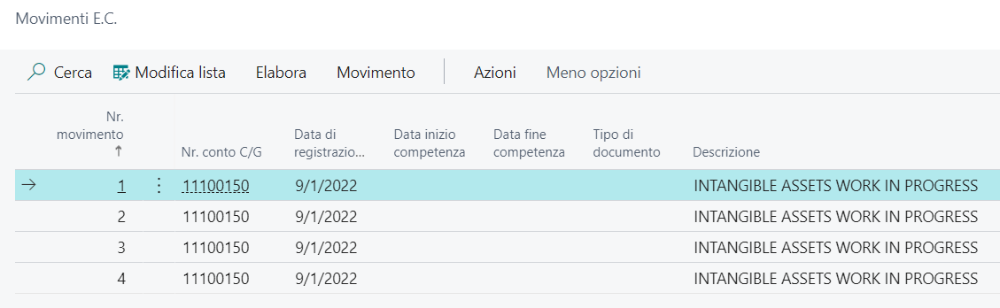 Movimenti E.C.
Cerca Modifica lista Elabora Movimento Azioni Meno opzioni
Nr. movimento ↑ Nr. conto C/G Data di registrazio... Data inizio competenza Data fine competenza Tipo di documento Descrizione
→ 1 ⋮ 11100150 9/1/2022 INTANGIBLE ASSETS WORK IN PROGRESS
2 11100150 9/1/2022 INTANGIBLE ASSETS WORK IN PROGRESS
3 11100150 9/1/2022 INTANGIBLE ASSETS WORK IN PROGRESS
4 11100150 9/1/2022 INTANGIBLE ASSETS WORK IN PROGRESS